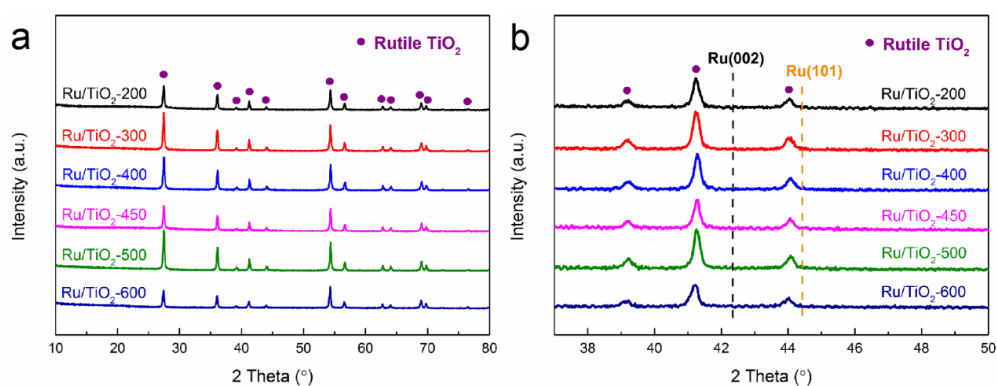 a
Rutile TiO2
Ru/TiO2-200
Ru/TiO2-300
Ru/TiO2-400
Ru/TiO2-450
Ru/TiO2-500
Ru/TiO2-600
Intensity (a.u.)
10 20 30 40 50 60 70 80
2 Theta (°)
b
Rutile TiO2
Ru(002)
Ru(101)
Ru/TiO2-200
Ru/TiO2-300
Ru/TiO2-400
Ru/TiO2-450
Ru/TiO2-500
Ru/TiO2-600
Intensity (a.u.)
38 40 42 44 46 48 50
2 Theta (°)